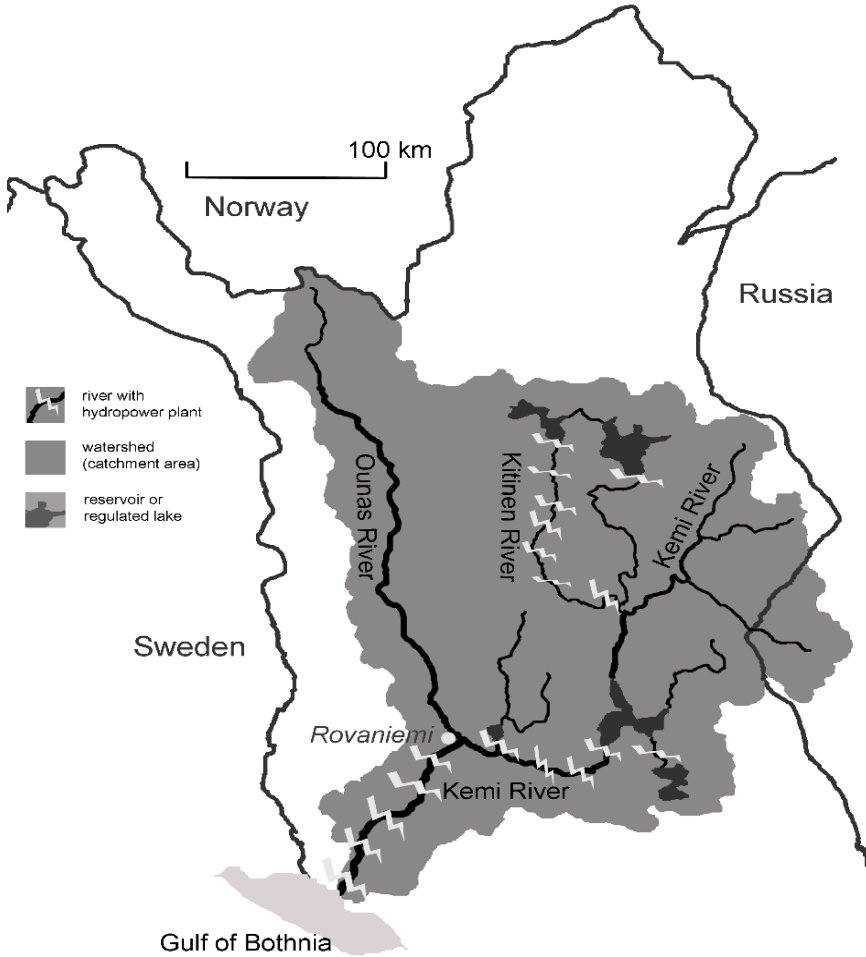 100 km
Norway
Russia
river with
hydropower plant
watershed
(catchment area)
reservoir or
regulated lake
Ounas River
Kitinen River
Kemi River
Sweden
Rovaniemi
Kemi River
Gulf of Bothnia